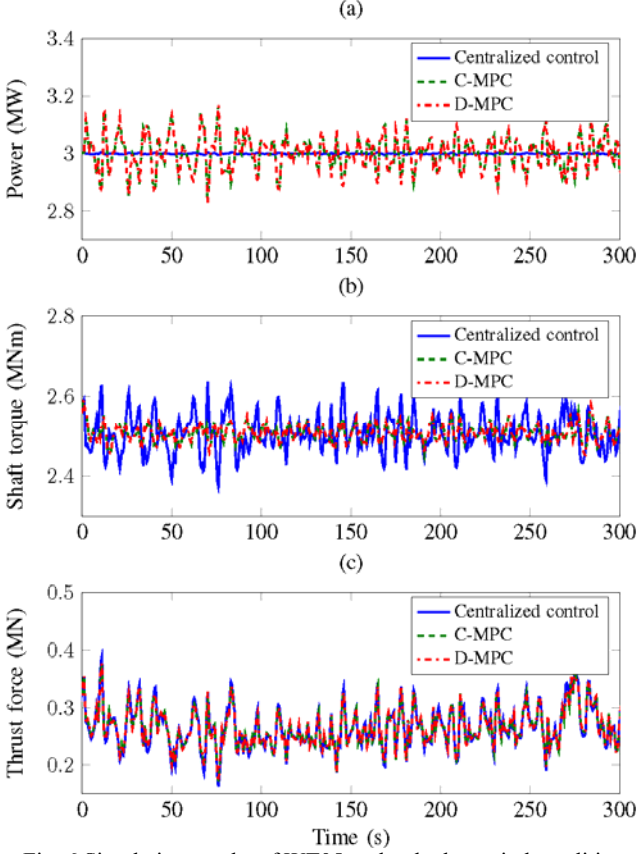 (a)
3.4
3.2
3
2.8
Power (MW)
Centralized control
C-MPC
D-MPC
0 50 100 150 200 250 300
(b)
2.8
2.6
2.4
Shaft torque (MNm)
Centralized control
C-MPC
D-MPC
0 50 100 150 200 250 300
(c)
0.5
0.4
0.3
0.2
Thrust force (MN)
Centralized control
C-MPC
D-MPC
0 50 100 150 200 250 300
Time (s)